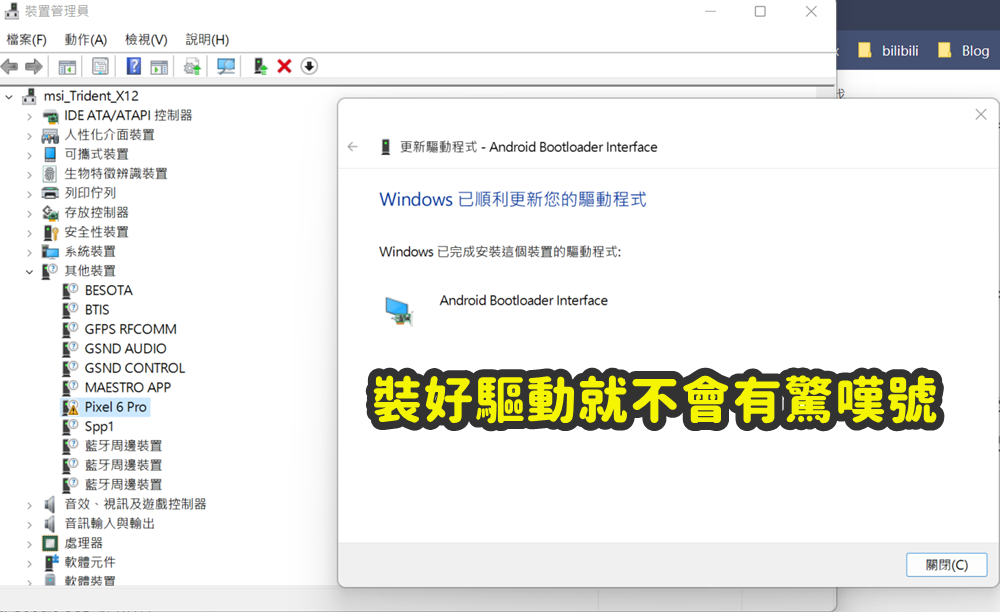 裝置管理員
檔案(F) 動作(A) 檢視(V) 說明(H)
msi_Trident_X12
IDE ATA/ATAPI 控制器
人性化介面裝置
可攜式裝置
生物特徵辨識裝置
列印佇列
存放控制器
安全性裝置
系統裝置
其他裝置
BESOTA
BTIS
GFPS RFCOMM
GSND AUDIO
GSND CONTROL
MAESTRO APP
Pixel 6 Pro
Spp1
藍牙周邊裝置
藍牙周邊裝置
藍牙周邊裝置
音效、視訊及遊戲控制器
音訊輸入與輸出
處理器
軟體元件
軟體裝置
bilibili Blog
更新驅動程式 - Android Bootloader Interface
Windows 已順利更新您的驅動程式
Windows 已完成安裝這個裝置的驅動程式:
Android Bootloader Interface
裝好驅動就不會有驚嘆號
關閉(C)